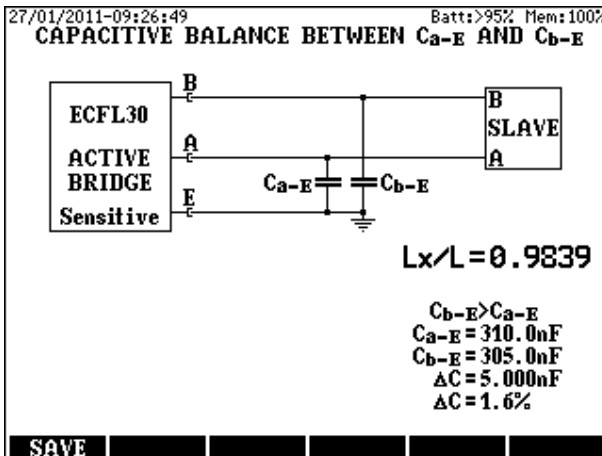 27/01/2011-09:26:49 Batt:>95% Mem:100%
CAPACITIVE BALANCE BETWEEN Ca-E AND Cb-E
B
B
ECFL30
SLAVE
A
A
ACTIVE
BRIDGE
Ca-E
Cb-E
E
Sensitive
Lx/L=0.9839
Cb-E>Ca-E
Ca-E=310.0nF
Cb-E=305.0nF
ΔC=5.000nF
ΔC=1.6%
SAVE